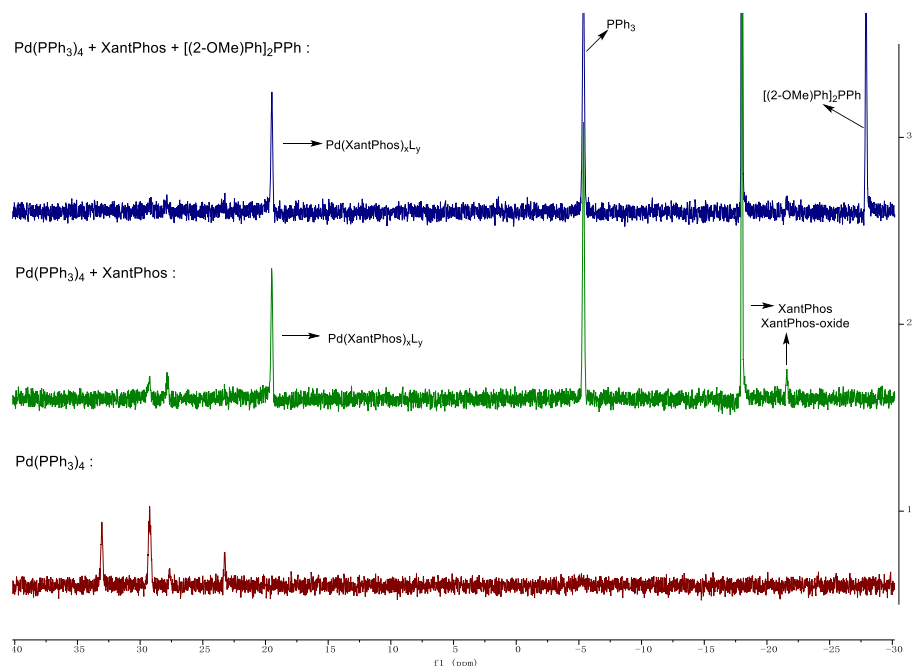 PPh3
Pd(PPh3)4 + XantPhos + [(2-OMe)Ph]2PPh :
[(2-OMe)Ph]2PPh
3
Pd(XantPhos)xLy
Pd(PPh3)4 + XantPhos :
XantPhos
XantPhos-oxide
2
Pd(XantPhos)xLy
Pd(PPh3)4 :
1
40 35 30 25 20 15 10 5 0 -5 -10 -15 -20 -25 -30
f1 (ppm)